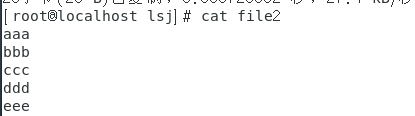 [root@localhost lsj]# cat file2
aaa
bbb
ccc
ddd
eee